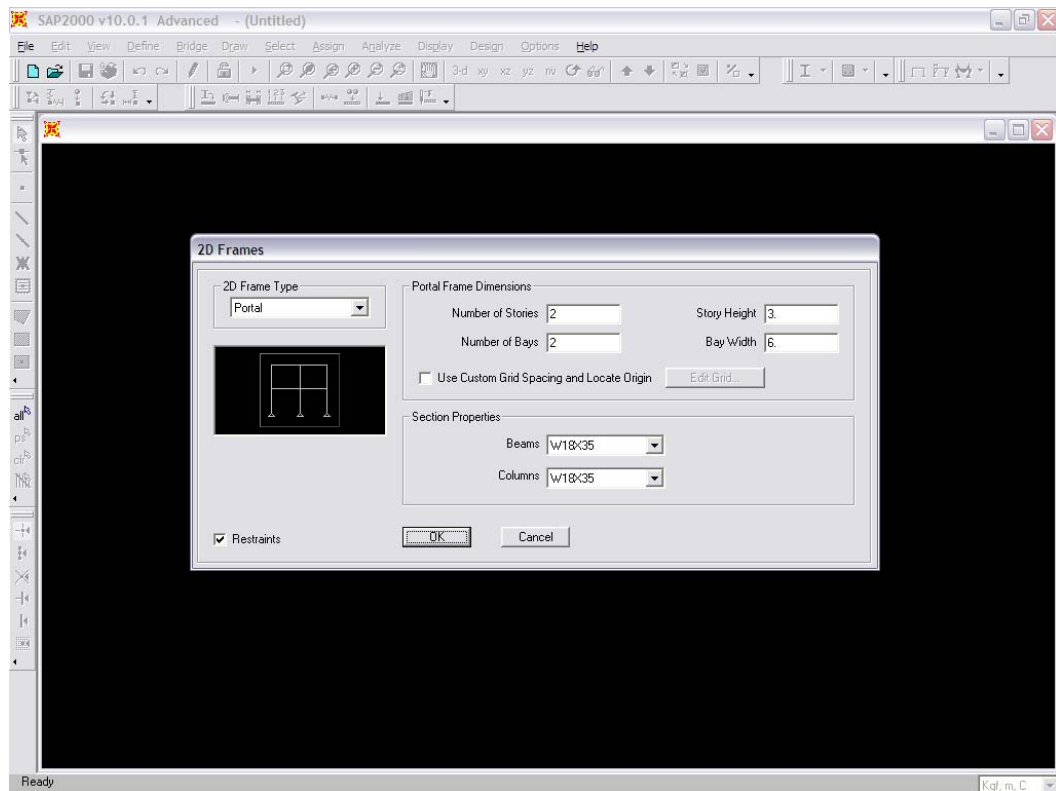 SAP2000 v10.0.1 Advanced - (Untitled)
File Edit View Define Bridge Draw Select Assign Analyze Display Design Options Help
3-d xy xz yz nv
2D Frames
2D Frame Type
Portal
Portal Frame Dimensions
Number of Stories 2
Story Height 3.
Number of Bays 2
Bay Width 6.
Use Custom Grid Spacing and Locate Origin
Edit Grid...
Section Properties
Beams W18X35
Columns W18X35
Restraints
OK
Cancel
all
ps
clr
Ready
Kgf, m, C